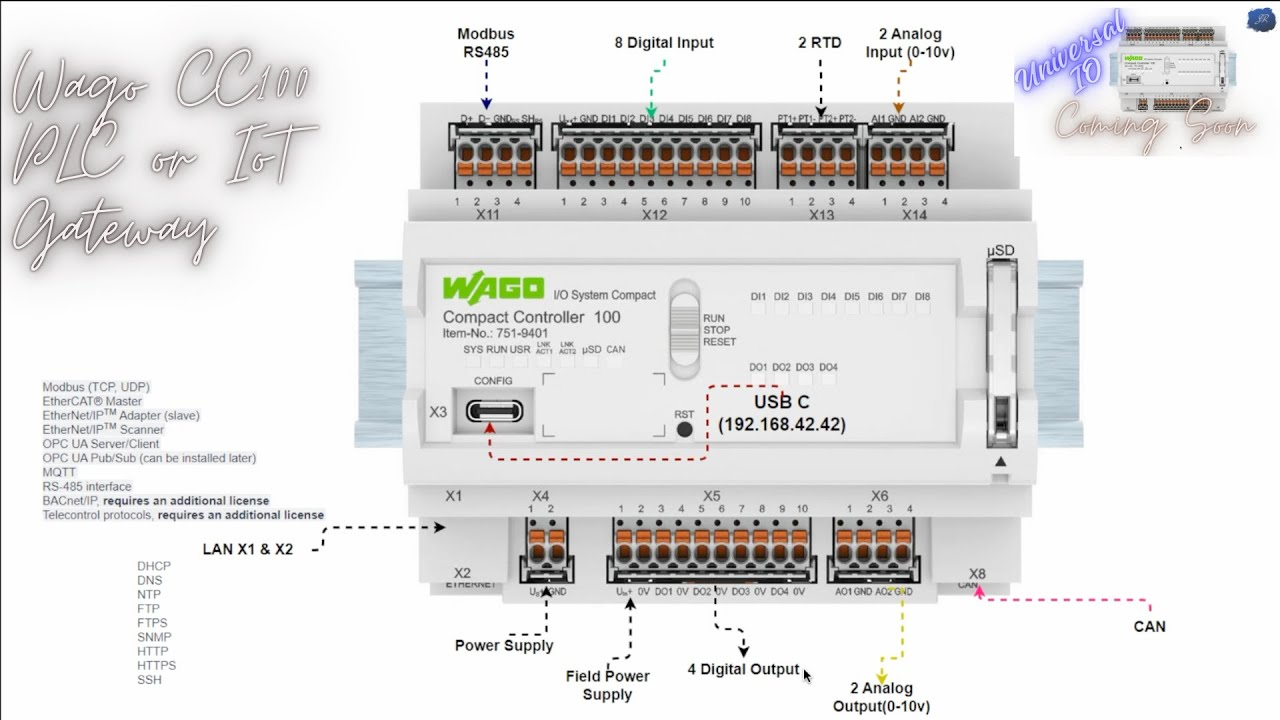 Wago CC100
PLC or IoT
Gateway
Modbus
RS485
8 Digital Input
2 RTD
2 Analog
Input (0-10v)
Universal
IO
WAGO
Coming Soon
JR
D+ D- GND SH
U + GND DI1 DI2 DI3 DI4 DI5 DI6 DI7 DI8
PT1+ PT1- PT2+ PT2-
AI1 GND AI2 GND
1 2 3 4
1 2 3 4 5 6 7 8 9 10
1 2 3 4
1 2 3 4
X11
X12
X13
X14
µSD
WAGO
I/O System Compact
Compact Controller 100
Item-No.: 751-9401
SYS RUN USR LNK ACT1 LNK ACT2 µSD CAN
RUN
STOP
RESET
DI1 DI2 DI3 DI4 DI5 DI6 DI7 DI8
DO1 DO2 DO3 DO4
CONFIG
X3
RST
USB C
(192.168.42.42)
Modbus (TCP, UDP)
EtherCAT® Master
EtherNet/IP™ Adapter (slave)
EtherNet/IP™ Scanner
OPC UA Server/Client
OPC UA Pub/Sub (can be installed later)
MQTT
RS-485 interface
BACnet/IP, requires an additional license
Telecontrol protocols, requires an additional license
LAN X1 & X2
DHCP
DNS
NTP
FTP
FTPS
SNMP
HTTP
HTTPS
SSH
X1
X4
X5
X6
1 2
1 2 3 4 5 6 7 8 9 10
1 2 3 4
X2
ETHERNET
X8
CAN
U + GND
U + 0V DO1 0V DO2 0V DO3 0V DO4 0V
AO1 GND AO2 GND
Power Supply
Field Power
Supply
4 Digital Output
2 Analog
Output(0-10v)
CAN